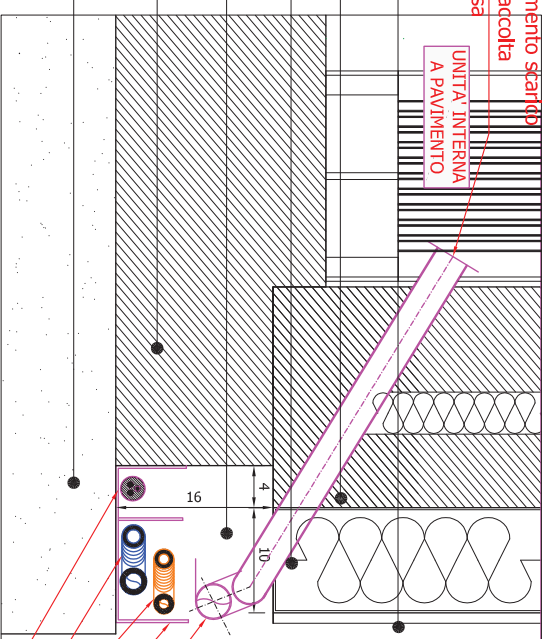 mento scarico
accolta
sa
UNITA' INTERNA
A PAVIMENTO
4
16
10